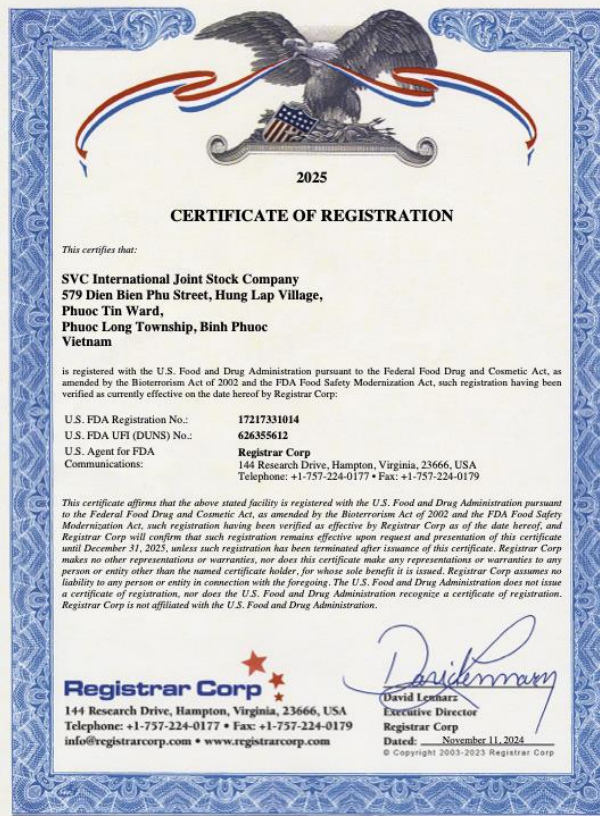 2025
CERTIFICATE OF REGISTRATION
This certifies that:
SVC International Joint Stock Company
579 Dien Bien Phu Street, Hung Lap Village,
Phuoc Tin Ward,
Phuoc Long Township, Binh Phuoc
Vietnam
is registered with the U.S. Food and Drug Administration pursuant to the Federal Food Drug and Cosmetic Act, as
amended by the Bioterrorism Act of 2002 and the FDA Food Safety Modernization Act, such registration having been
verified as currently effective on the date hereof by Registrar Corp:
U.S. FDA Registration No.: 17217331014
U.S. FDA UFI (DUNS) No.: 626355612
U.S. Agent for FDA Registrar Corp
Communications: 144 Research Drive, Hampton, Virginia, 23666, USA
Telephone: +1-757-224-0177 • Fax: +1-757-224-0179
This certificate affirms that the above stated facility is registered with the U.S. Food and Drug Administration pursuant
to the Federal Food Drug and Cosmetic Act, as amended by the Bioterrorism Act of 2002 and the FDA Food Safety
Modernization Act, such registration having been verified as effective by Registrar Corp as of the date hereof, and
Registrar Corp will confirm that such registration remains effective upon request and presentation of this certificate
until December 31, 2025, unless such registration has been terminated after issuance of this certificate. Registrar Corp
makes no other representations or warranties, nor does this certificate make any representations or warranties to any
person or entity other than the named certificate holder, for whose sole benefit it is issued. Registrar Corp assumes no
liability to any person or entity in connection with the foregoing. The U.S. Food and Drug Administration does not issue
a certificate of registration, nor does the U.S. Food and Drug Administration recognize a certificate of registration.
Registrar Corp is not affiliated with the U.S. Food and Drug Administration.
Registrar Corp
144 Research Drive, Hampton, Virginia, 23666, USA
Telephone: +1-757-224-0177 • Fax: +1-757-224-0179
info@registrarcorp.com • www.registrarcorp.com
David Lennarz
Executive Director
Registrar Corp
Dated: November 11, 2024
© Copyright 2003-2023 Registrar Corp